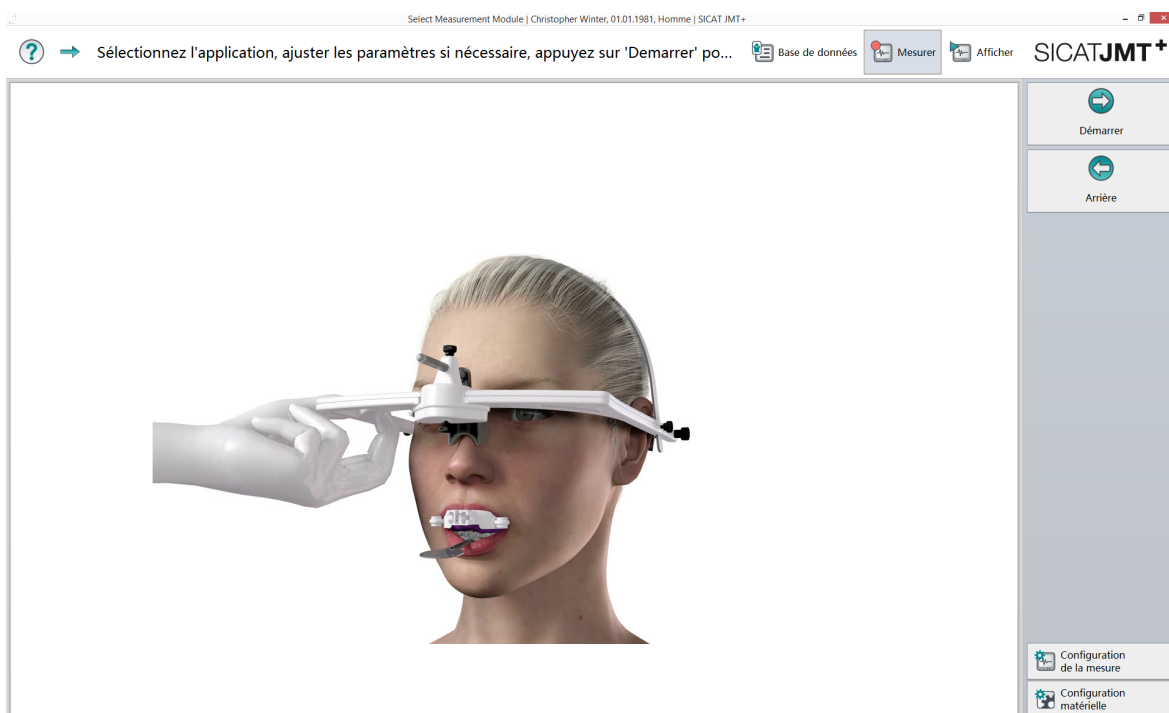 Select Measurement Module | Christopher Winter, 01.01.1981, Homme | SICAT JMT+
? Sélectionnez l'application, ajuster les paramètres si nécessaire, appuyez sur 'Demarrer' po... Base de données Mesurer Afficher SICATJMT+
Démarrer
Arrière
Configuration
de la mesure
Configuration
matérielle